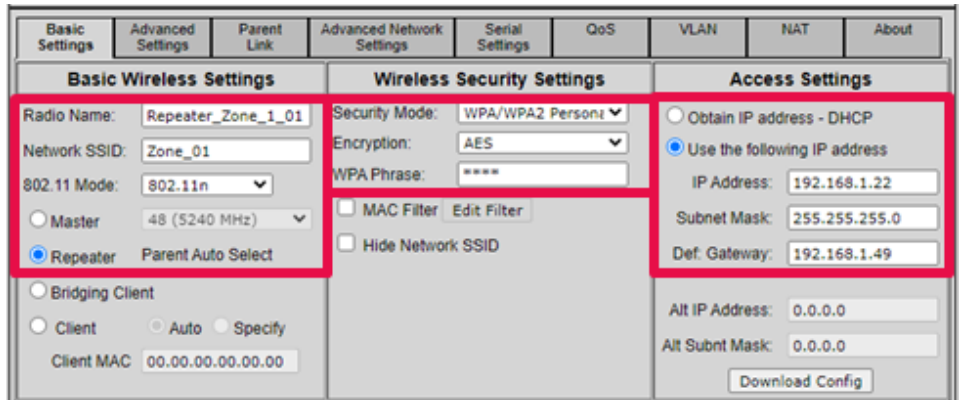 Basic Settings
Advanced Settings
Parent Link
Advanced Network Settings
Serial Settings
QoS
VLAN
NAT
About
Basic Wireless Settings
Radio Name: Repeater_Zone_1_01
Network SSID: Zone_01
802.11 Mode: 802.11n
Master 48 (5240 MHz)
Repeater Parent Auto Select
Bridging Client
Client Auto Specify
Client MAC 00.00.00.00.00.00
Wireless Security Settings
Security Mode: WPA/WPA2 Persona
Encryption: AES
WPA Phrase: ****
MAC Filter Edit Filter
Hide Network SSID
Access Settings
Obtain IP address - DHCP
Use the following IP address
IP Address: 192.168.1.22
Subnet Mask: 255.255.255.0
Def. Gateway: 192.168.1.49
Alt IP Address: 0.0.0.0
Alt Subnt Mask: 0.0.0.0
Download Config